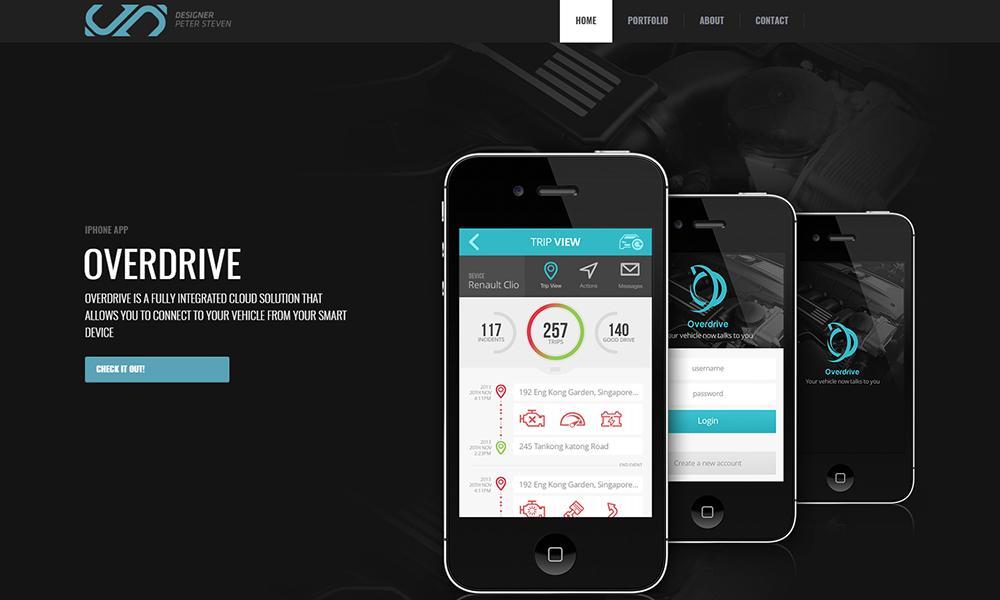 DESIGNER
PETER STEVEN
HOME
PORTFOLIO
ABOUT
CONTACT
IPHONE APP
OVERDRIVE
OVERDRIVE IS A FULLY INTEGRATED CLOUD SOLUTION THAT
ALLOWS YOU TO CONNECT TO YOUR VEHICLE FROM YOUR SMART
DEVICE
CHECK IT OUT!
TRIP VIEW
DEVICE
Renault Clio
Trip View
Actions
Messages
117
INCIDENTS
257
TRIPS
140
GOOD DRIVE
2013
20TH NOV
4:11PM
192 Eng Kong Garden, Singapore...
2013
20TH NOV
2:23PM
245 Tankong katong Road
END EVENT
2013
20TH NOV
4:11PM
192 Eng Kong Garden, Singapore...
Overdrive
our vehicle now talks to you
username
password
Login
Create a new account
Overdrive
Your vehicle now talks to you